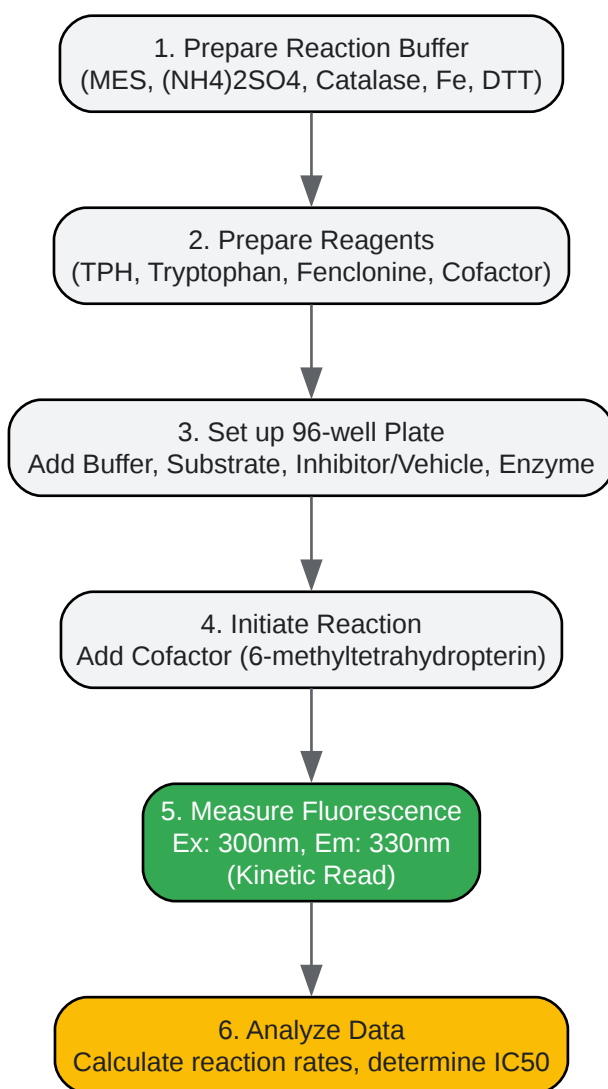 1. Prepare Reaction Buffer
(MES, (NH4)2SO4, Catalase, Fe, DTT)
2. Prepare Reagents
(TPH, Tryptophan, Fenclonine, Cofactor)
3. Set up 96-well Plate
Add Buffer, Substrate, Inhibitor/Vehicle, Enzyme
4. Initiate Reaction
Add Cofactor (6-methyltetrahydropterin)
5. Measure Fluorescence
Ex: 300nm, Em: 330nm
(Kinetic Read)
6. Analyze Data
Calculate reaction rates, determine IC50